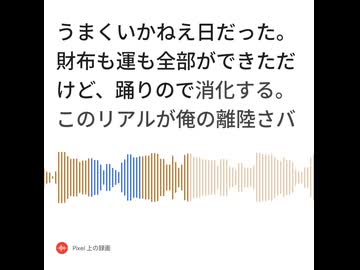 うまくいかねえ日だった。
財布も運も全部ができただ
けど、踊りので消化する。
このリアルが俺の離陸さバ
Pixel 上の録画